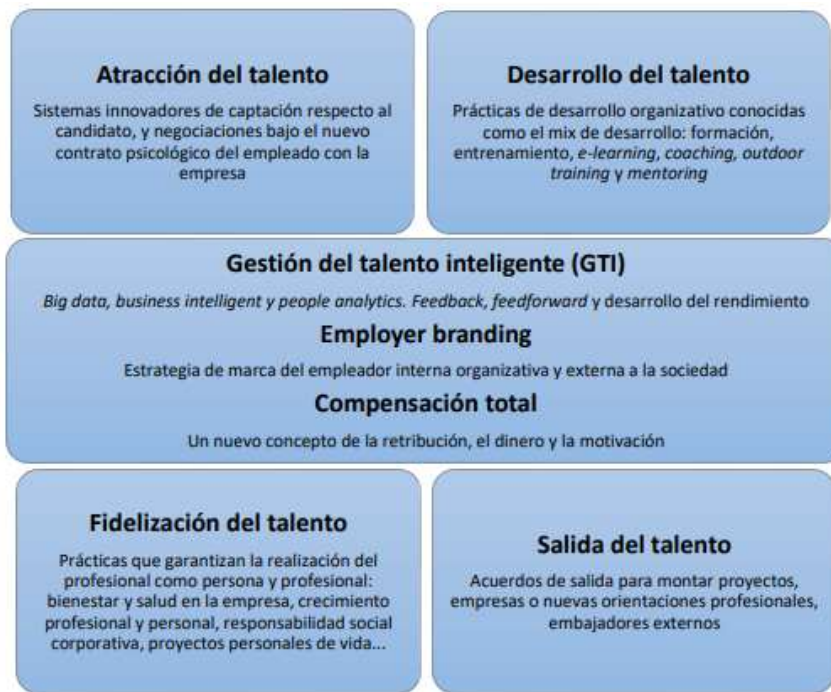 Atracción del talento
Sistemas innovadores de captación respecto al
candidato, y negociaciones bajo el nuevo
contrato psicológico del empleado con la
empresa
Desarrollo del talento
Prácticas de desarrollo organizativo conocidas
como el mix de desarrollo: formación,
entrenamiento, e-learning, coaching, outdoor
training y mentoring
Gestión del talento inteligente (GTI)
Big data, business intelligent y people analytics. Feedback, feedforward y desarrollo del rendimiento
Employer branding
Estrategia de marca del empleador interna organizativa y externa a la sociedad
Compensación total
Un nuevo concepto de la retribución, el dinero y la motivación
Fidelización del talento
Prácticas que garantizan la realización del
profesional como persona y profesional:
bienestar y salud en la empresa, crecimiento
profesional y personal, responsabilidad social
corporativa, proyectos personales de vida...
Salida del talento
Acuerdos de salida para montar proyectos,
empresas o nuevas orientaciones profesionales,
embajadores externos